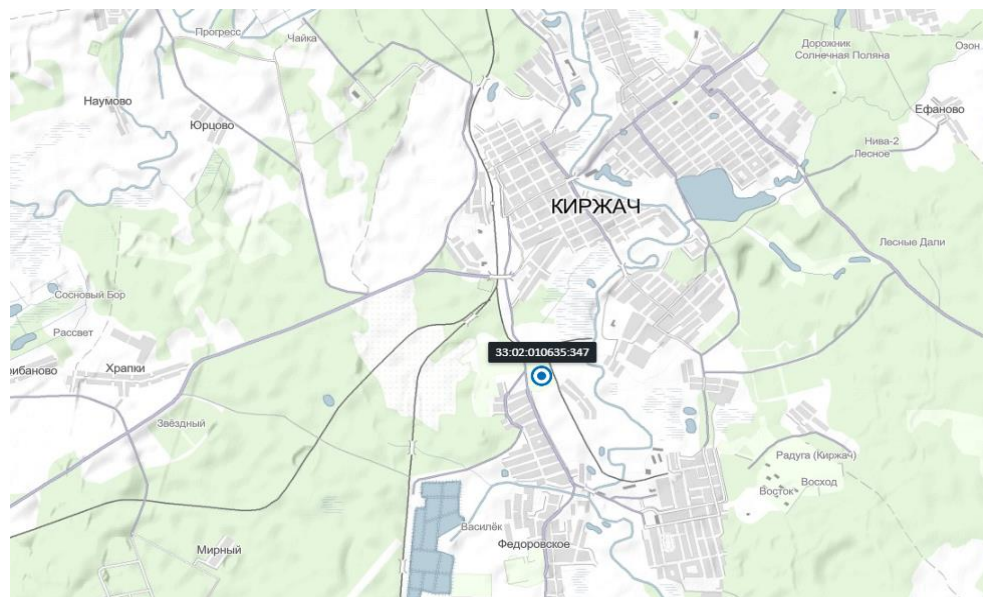 Прогресс
Чайка
Дорожник
Солнечная Поляна
Озон
Наумово
Юрцово
Ефаново
Нива-2
Лесное
КИРЖАЧ
Лесные Дали
Сосновый Бор
Рассвет
33:02:010635:347
рибаново
Храпки
Звёздный
Радуга (Киржач)
Восток
Восход
Василёк
Федоровское
Мирный